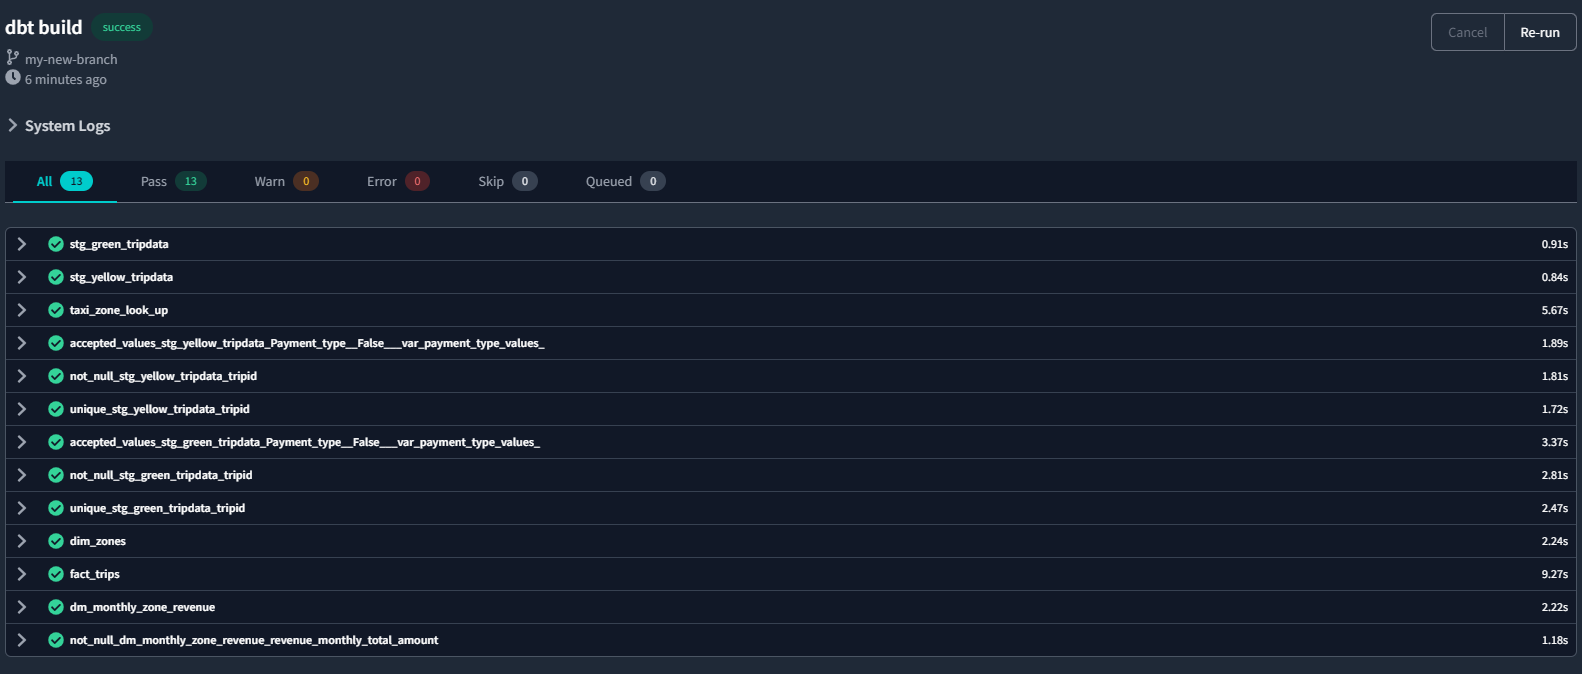 dbt build success
Cancel Re-run
my-new-branch
6 minutes ago
System Logs
All 13 Pass 13 Warn 0 Error 0 Skip 0 Queued 0
stg_green_tripdata 0.91s
stg_yellow_tripdata 0.84s
taxi_zone_look_up 5.67s
accepted_values_stg_yellow_tripdata_Payment_type__False___var_payment_type_values_ 1.89s
not_null_stg_yellow_tripdata_tripid 1.81s
unique_stg_yellow_tripdata_tripid 1.72s
accepted_values_stg_green_tripdata_Payment_type__False___var_payment_type_values_ 3.37s
not_null_stg_green_tripdata_tripid 2.81s
unique_stg_green_tripdata_tripid 2.47s
dim_zones 2.24s
fact_trips 9.27s
dm_monthly_zone_revenue 2.22s
not_null_dm_monthly_zone_revenue_revenue_monthly_total_amount 1.18s